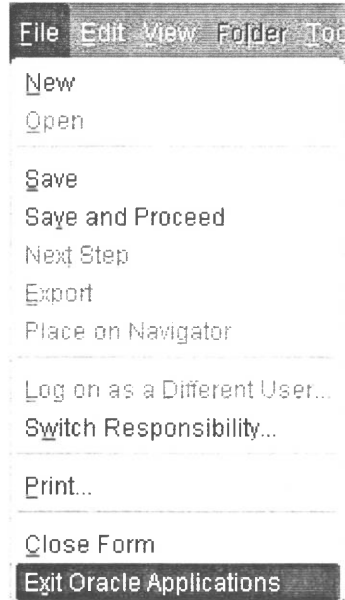 File Edit View Folder Too
New
Open
Save
Save and Proceed
Next Step
Export
Place on Navigator
Log on as a Different User...
Switch Responsibility...
Print...
Close Form
Exit Oracle Applications